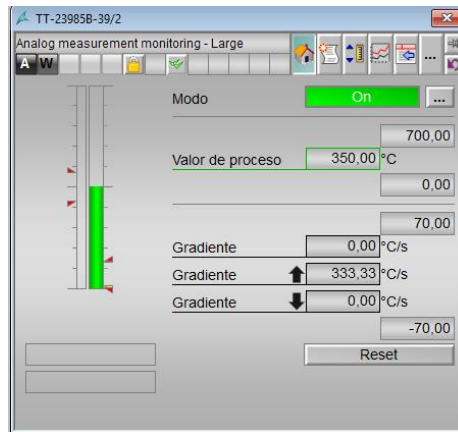 TT-23985B-39/2
Analog measurement monitoring - Large
A W
...
Modo On ...
700,00
Valor de proceso 350,00 °C
0,00
70,00
Gradiente 0,00 °C/s
Gradiente 333,33 °C/s
Gradiente 0,00 °C/s
-70,00
Reset